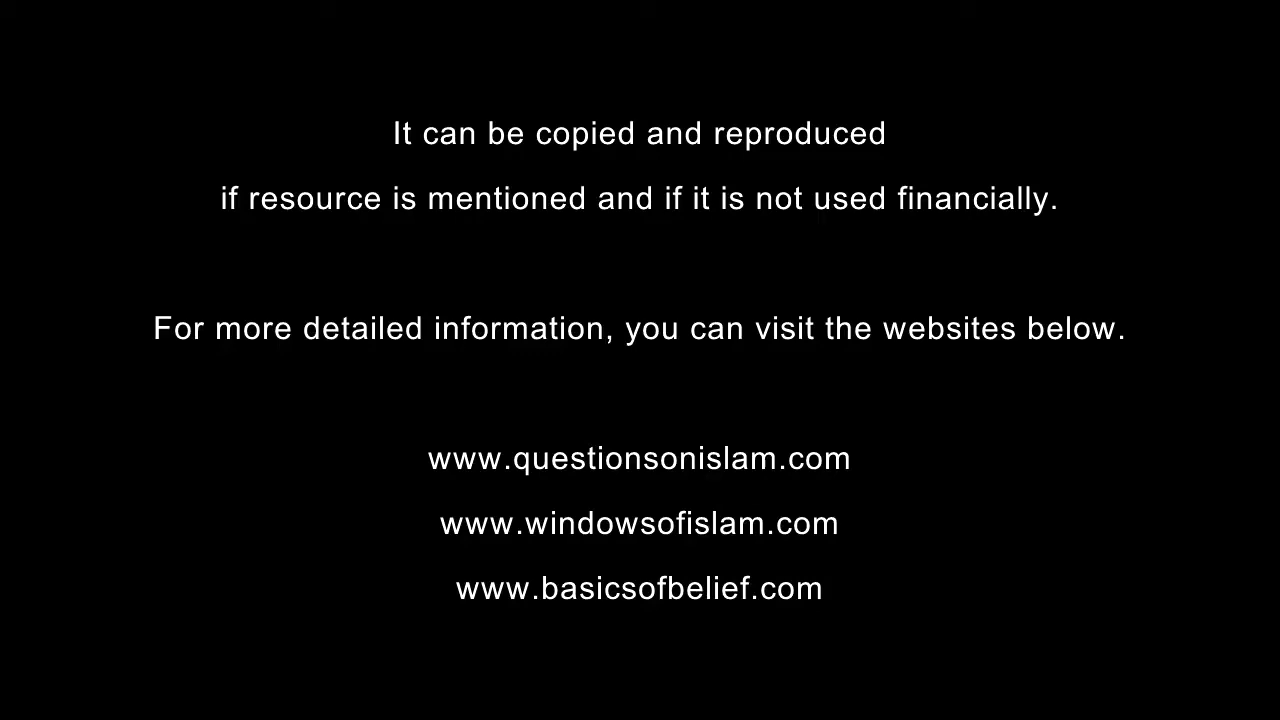 It can be copied and reproduced
if resource is mentioned and if it is not used financially.
For more detailed information, you can visit the websites below.
www.questionsonislam.com
www.windowsofislam.com
www.basicsofbelief.com